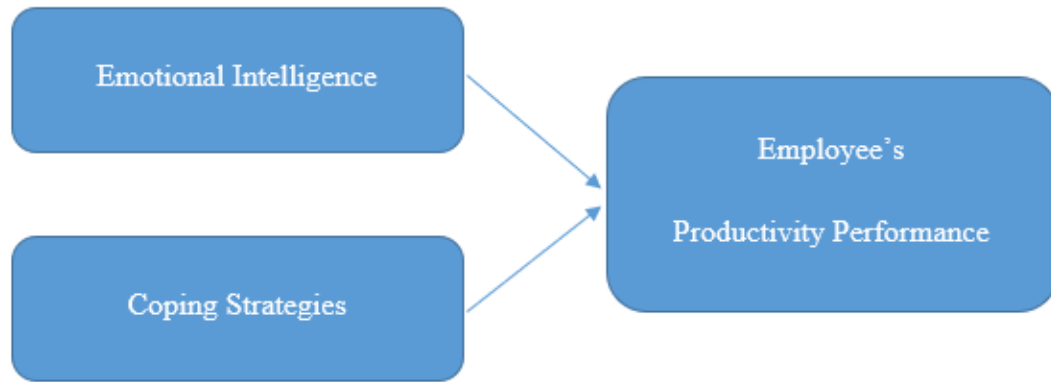 Emotional Intelligence
Employee’s
Productivity Performance
Coping Strategies